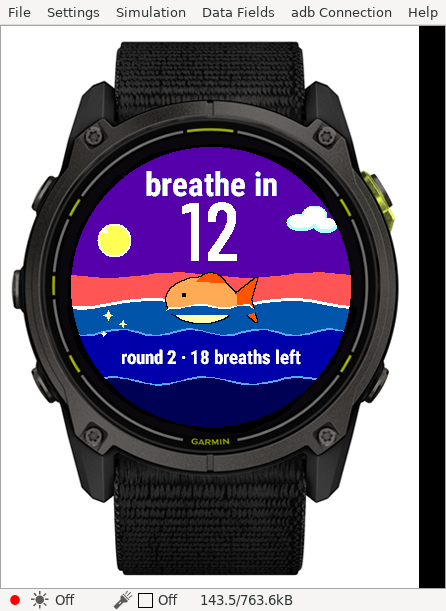 File Settings Simulation Data Fields adb Connection Help
breathe in
12
round 2 · 18 breaths left
GARMIN
Off Off 143.5/763.6kB